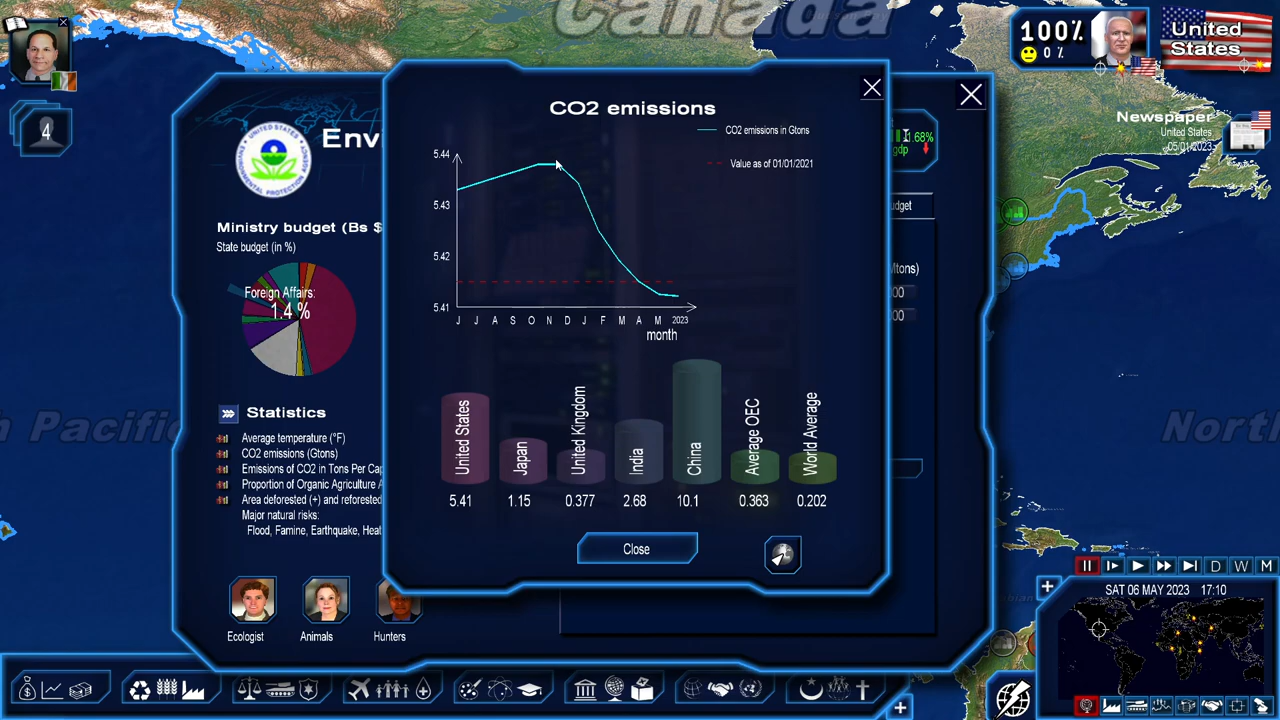 Canada
100%
0 %
United
States
4
Env
CO2 emissions
CO2 emissions in Gtons
Value as of 01/01/2021
1.68%
gdp
Newspaper
United States
05/01/2023
5.44
5.43
5.42
5.41
J J A S O N D J F M A M 2023
month
Ministry budget (Bs $
State budget (in %)
Foreign Affairs:
1.4 %
udget
Mtons)
00
00
n Pacific
North
Statistics
Average temperature (°F)
CO2 emissions (Gtons)
Emissions of CO2 in Tons Per Cap
Proportion of Organic Agriculture A
Area deforested (+) and reforested
Major natural risks:
Flood, Famine, Earthquake, Heat
United States
Japan
United Kingdom
India
China
Average OEC
World Average
5.41 1.15 0.377 2.68 10.1 0.363 0.202
Close
Ecologist
Animals
Hunters
D W M
SAT 06 MAY 2023 17:10